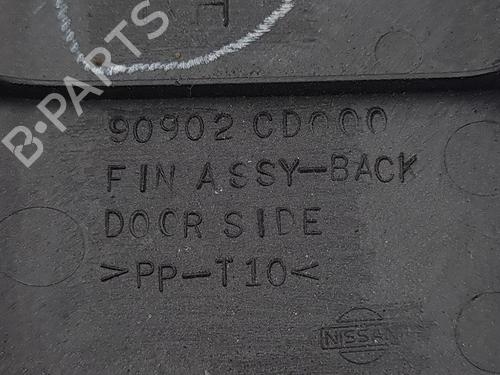 H
B-PARTS
90902 CD000
FIN ASSY-BACK
DOOR SIDE
>PP-T10<
NISSAN